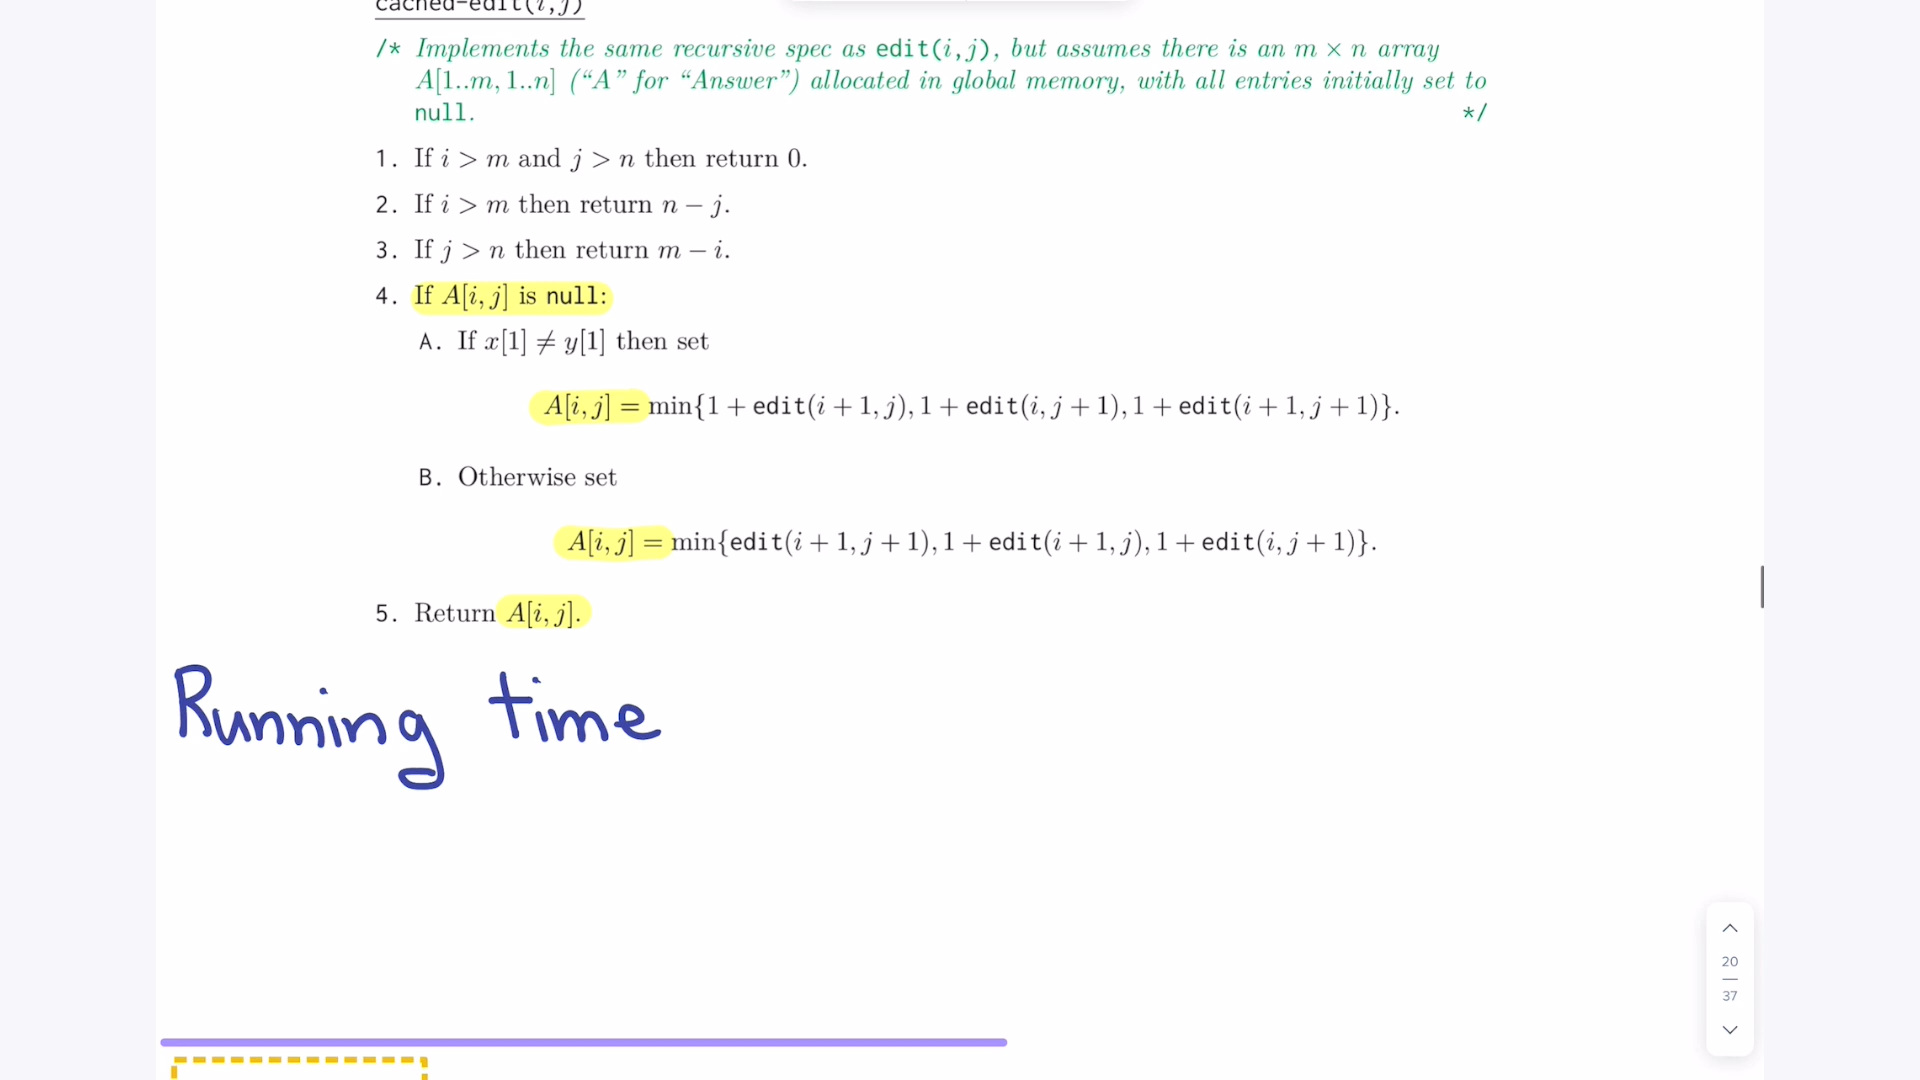 cached-edit(i,j)
/* Implements the same recursive spec as edit(i,j), but assumes there is an m × n array
A[1..m, 1..n] (“A” for “Answer”) allocated in global memory, with all entries initially set to
null. */
1. If i > m and j > n then return 0.
2. If i > m then return n − j.
3. If j > n then return m − i.
4. If A[i, j] is null:
A. If x[1] ≠ y[1] then set
A[i, j] = min{1 + edit(i + 1, j), 1 + edit(i, j + 1), 1 + edit(i + 1, j + 1)}.
B. Otherwise set
A[i, j] = min{edit(i + 1, j + 1), 1 + edit(i + 1, j), 1 + edit(i, j + 1)}.
5. Return A[i, j].
Running time
20
37